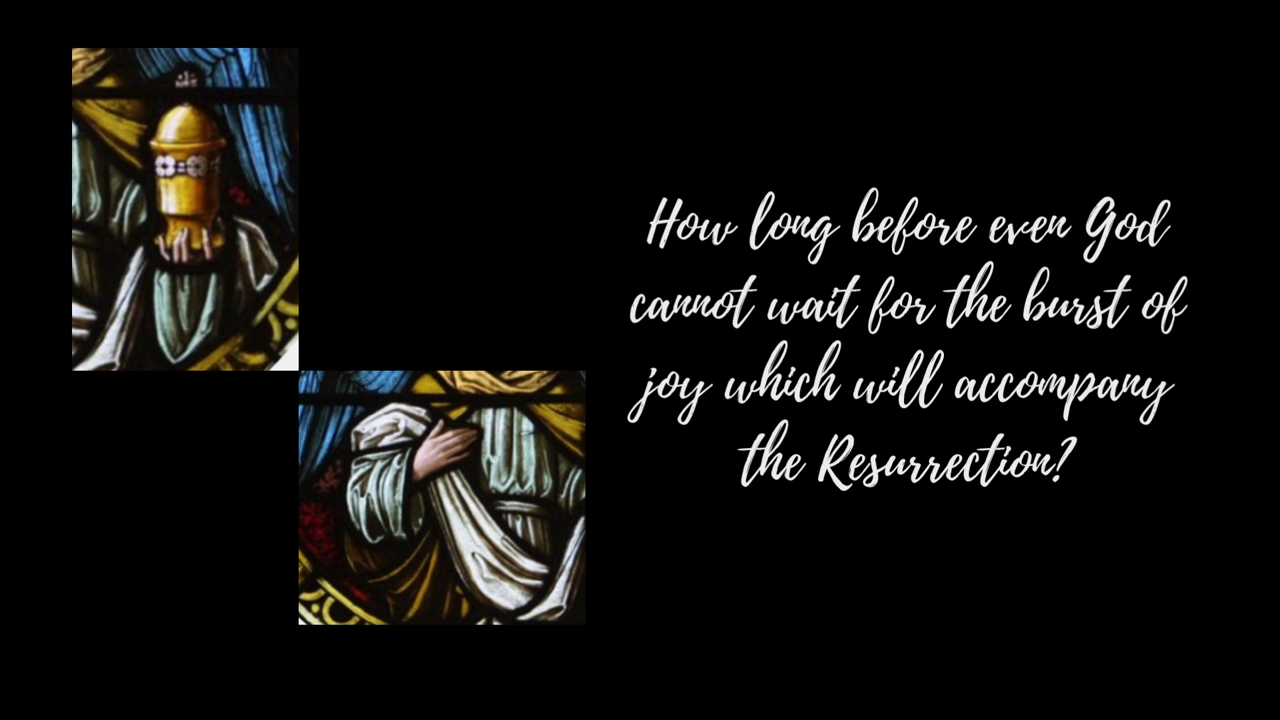 How long before even God
cannot wait for the burst of
joy which will accompany
the Resurrection?